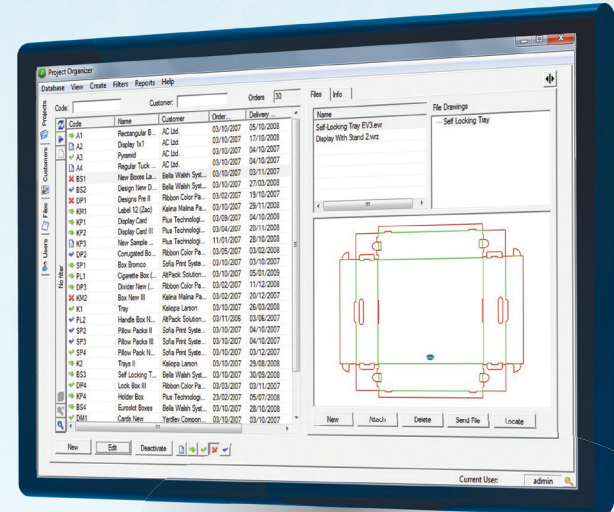 Project Organizer
Database View Create Filters Reports Help
Code: Customer: Orders 30
Code Name Customer Order... Delivery ...
A1 Rectangular B... AC Ltd. 03/10/2007 05/10/2008
A2 Display 1x1 AC Ltd. 03/10/2007 17/10/2008
A3 Pyramid AC Ltd. 03/10/2007 04/10/2008
A4 Regular Tuck ... AC Ltd. 03/10/2007 04/10/2007
BS1 New Boxes La... Bella Walsh Syst... 03/10/2007 03/11/2007
BS2 Design New D... Bella Walsh Syst... 03/10/2007 27/03/2008
DP1 Designs Pre II Ribbon Color Pa... 03/02/2007 19/10/2007
KM1 Label 12 (Zac) Kalina Malina Pa... 03/10/2007 29/11/2008
KP1 Display Card Plus Technologi... 03/09/2007 04/10/2008
KP2 Display Card III Plus Technologi... 03/04/2007 20/11/2008
KP3 New Sample ... Plus Technologi... 11/01/2007 28/10/2008
DP2 Corrugated Bo... Ribbon Color Pa... 03/05/2007 03/02/2008
SP1 Box Bronco Sofia Print Syste... 03/10/2007 03/10/2007
PL1 Cigarette Box (... AltPack Solution... 03/10/2007 05/01/2009
DP3 Divider New (... Ribbon Color Pa... 03/02/2007 11/12/2008
KM2 Box New III Kalina Malina Pa... 03/02/2007 20/12/2007
K1 Tray Kaliopa Larson 03/10/2007 26/03/2008
PL2 Handle Box N... AltPack Solution... 03/11/2006 03/06/2007
SP2 Pillow Packs II Sofia Print Syste... 03/10/2007 04/10/2007
SP3 Pillow Packs III Sofia Print Syste... 03/10/2007 04/10/2007
SP4 Pillow Pack N... Sofia Print Syste... 03/10/2007 03/12/2007
K2 Trays II Kaliopa Larson 03/10/2007 29/08/2008
BS3 Self Locking T... Bella Walsh Syst... 03/10/2007 30/09/2008
DP4 Lock Box III Ribbon Color Pa... 03/03/2007 03/11/2007
KP4 Holder Box Plus Technologi... 23/02/2007 05/07/2008
BS4 Euroslot Boxes Bella Walsh Syst... 03/10/2007 28/10/2008
DM1 Cards New Yardley Compon... 03/10/2007 03/10/2007
Projects
Customers
Files
Users
No filter
New Edit Deactivate
Files Info
Name
Self-Locking Tray EV3.evr
Display With Stand 2.wrz
File Drawings
Self Locking Tray
New Attach Delete Send File Locate
Current User: admin